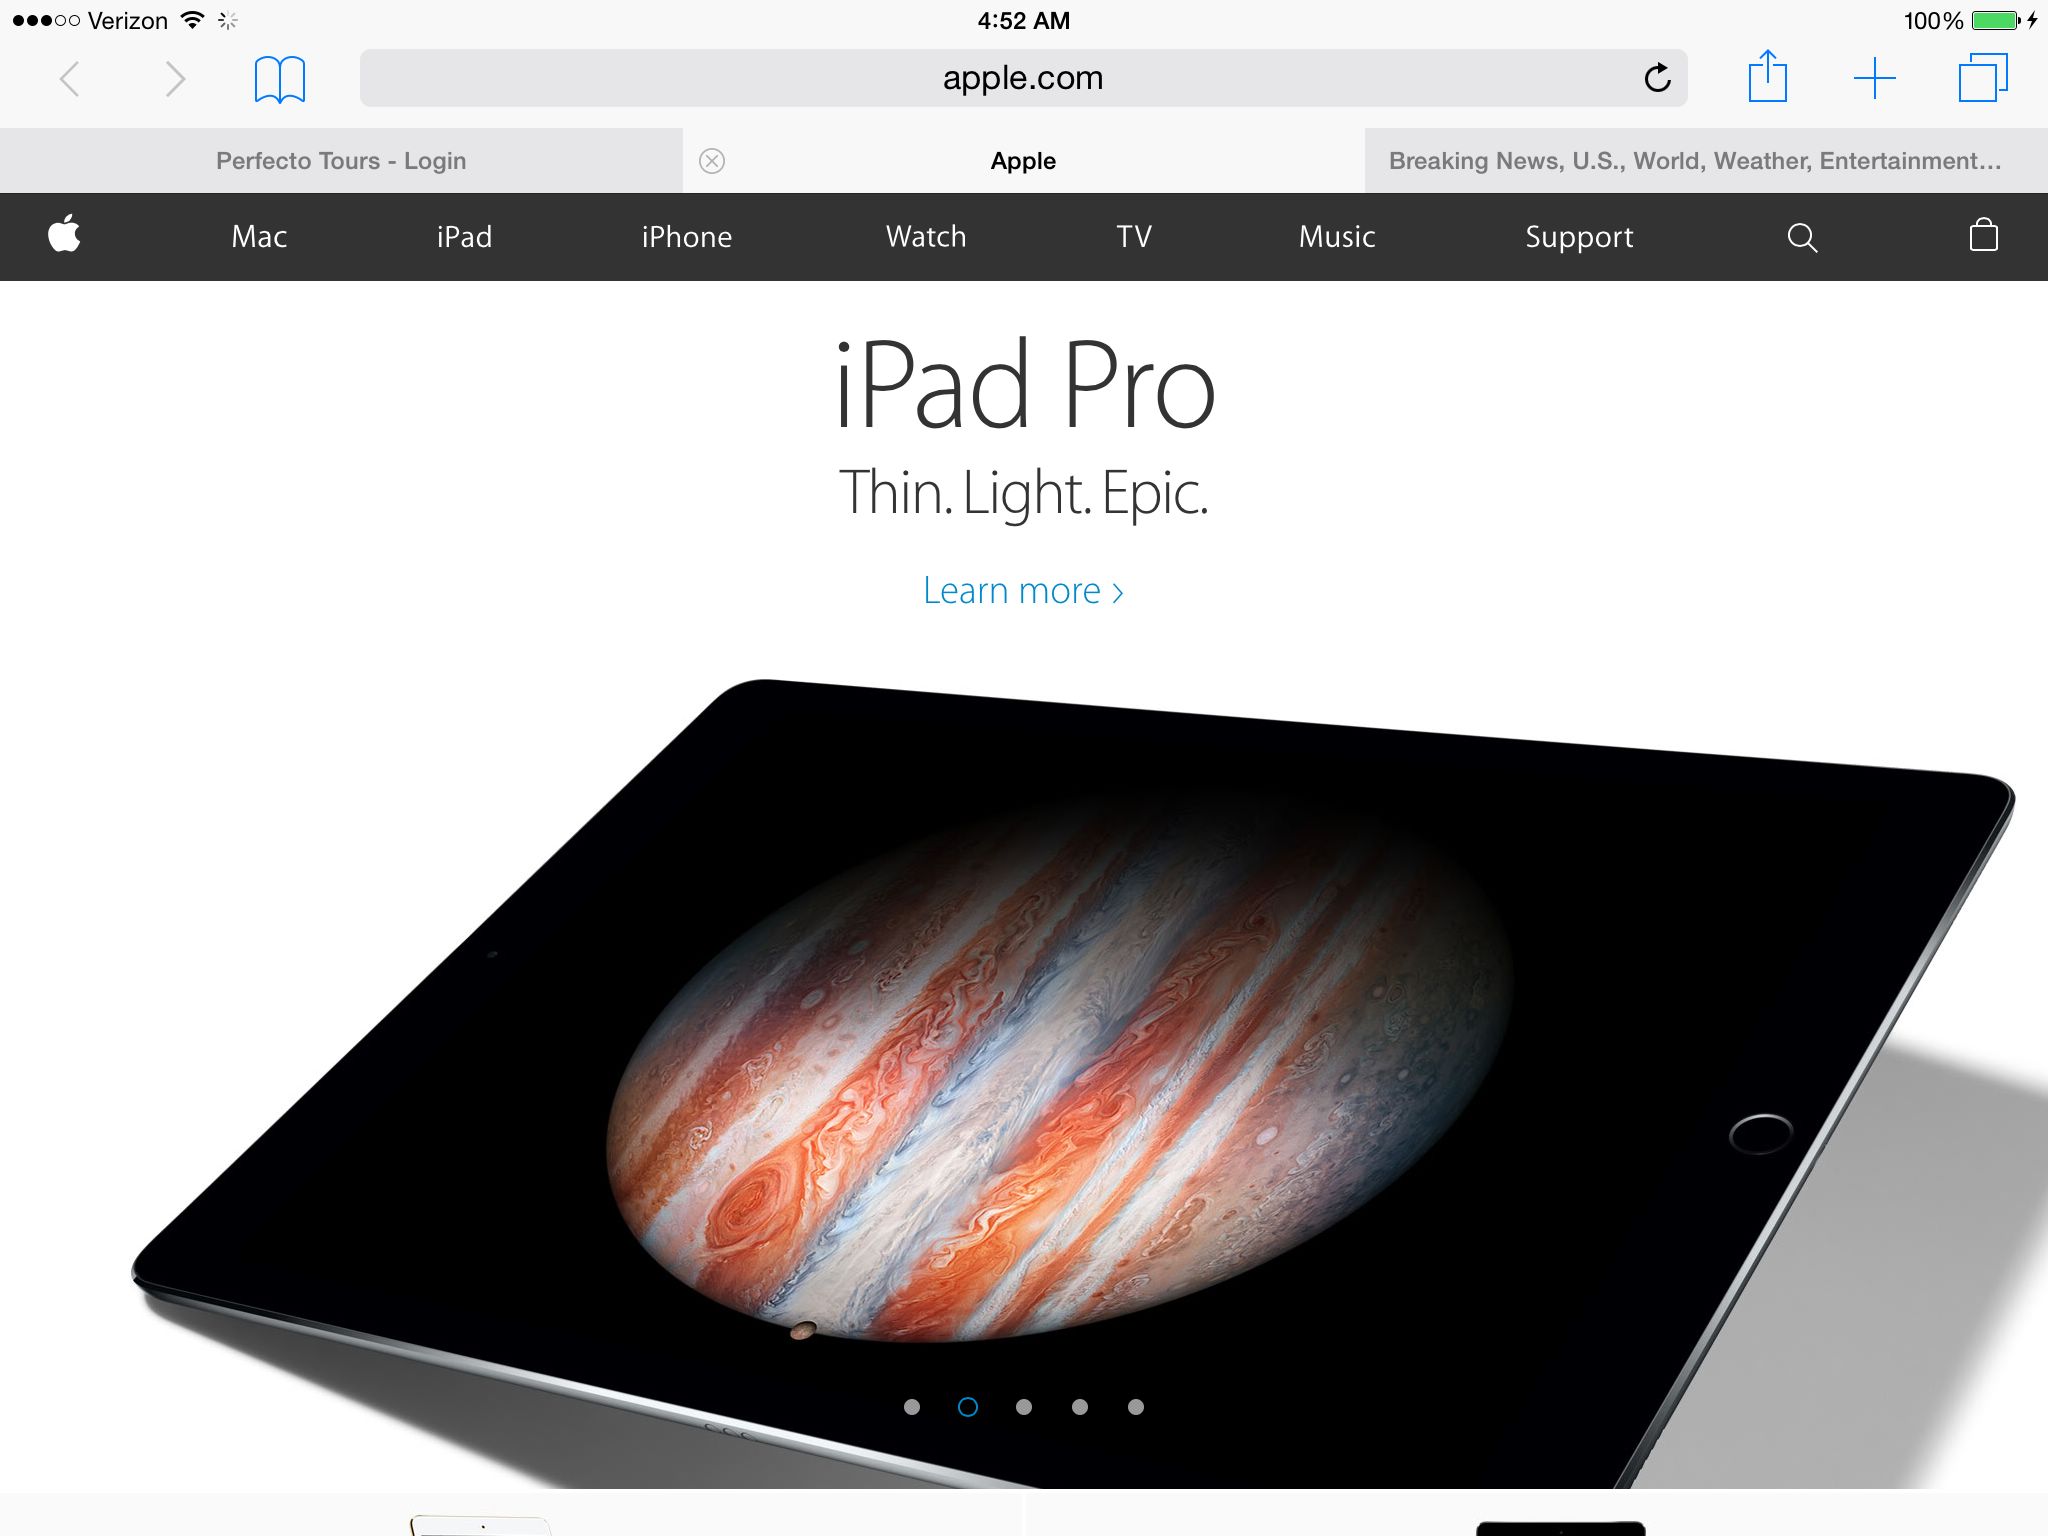 Verizon
4:52 AM
100%
apple.com
Perfecto Tours - Login
Apple
Breaking News, U.S., World, Weather, Entertainment...
Mac
iPad
iPhone
Watch
TV
Music
Support
iPad Pro
Thin. Light. Epic.
Learn more >